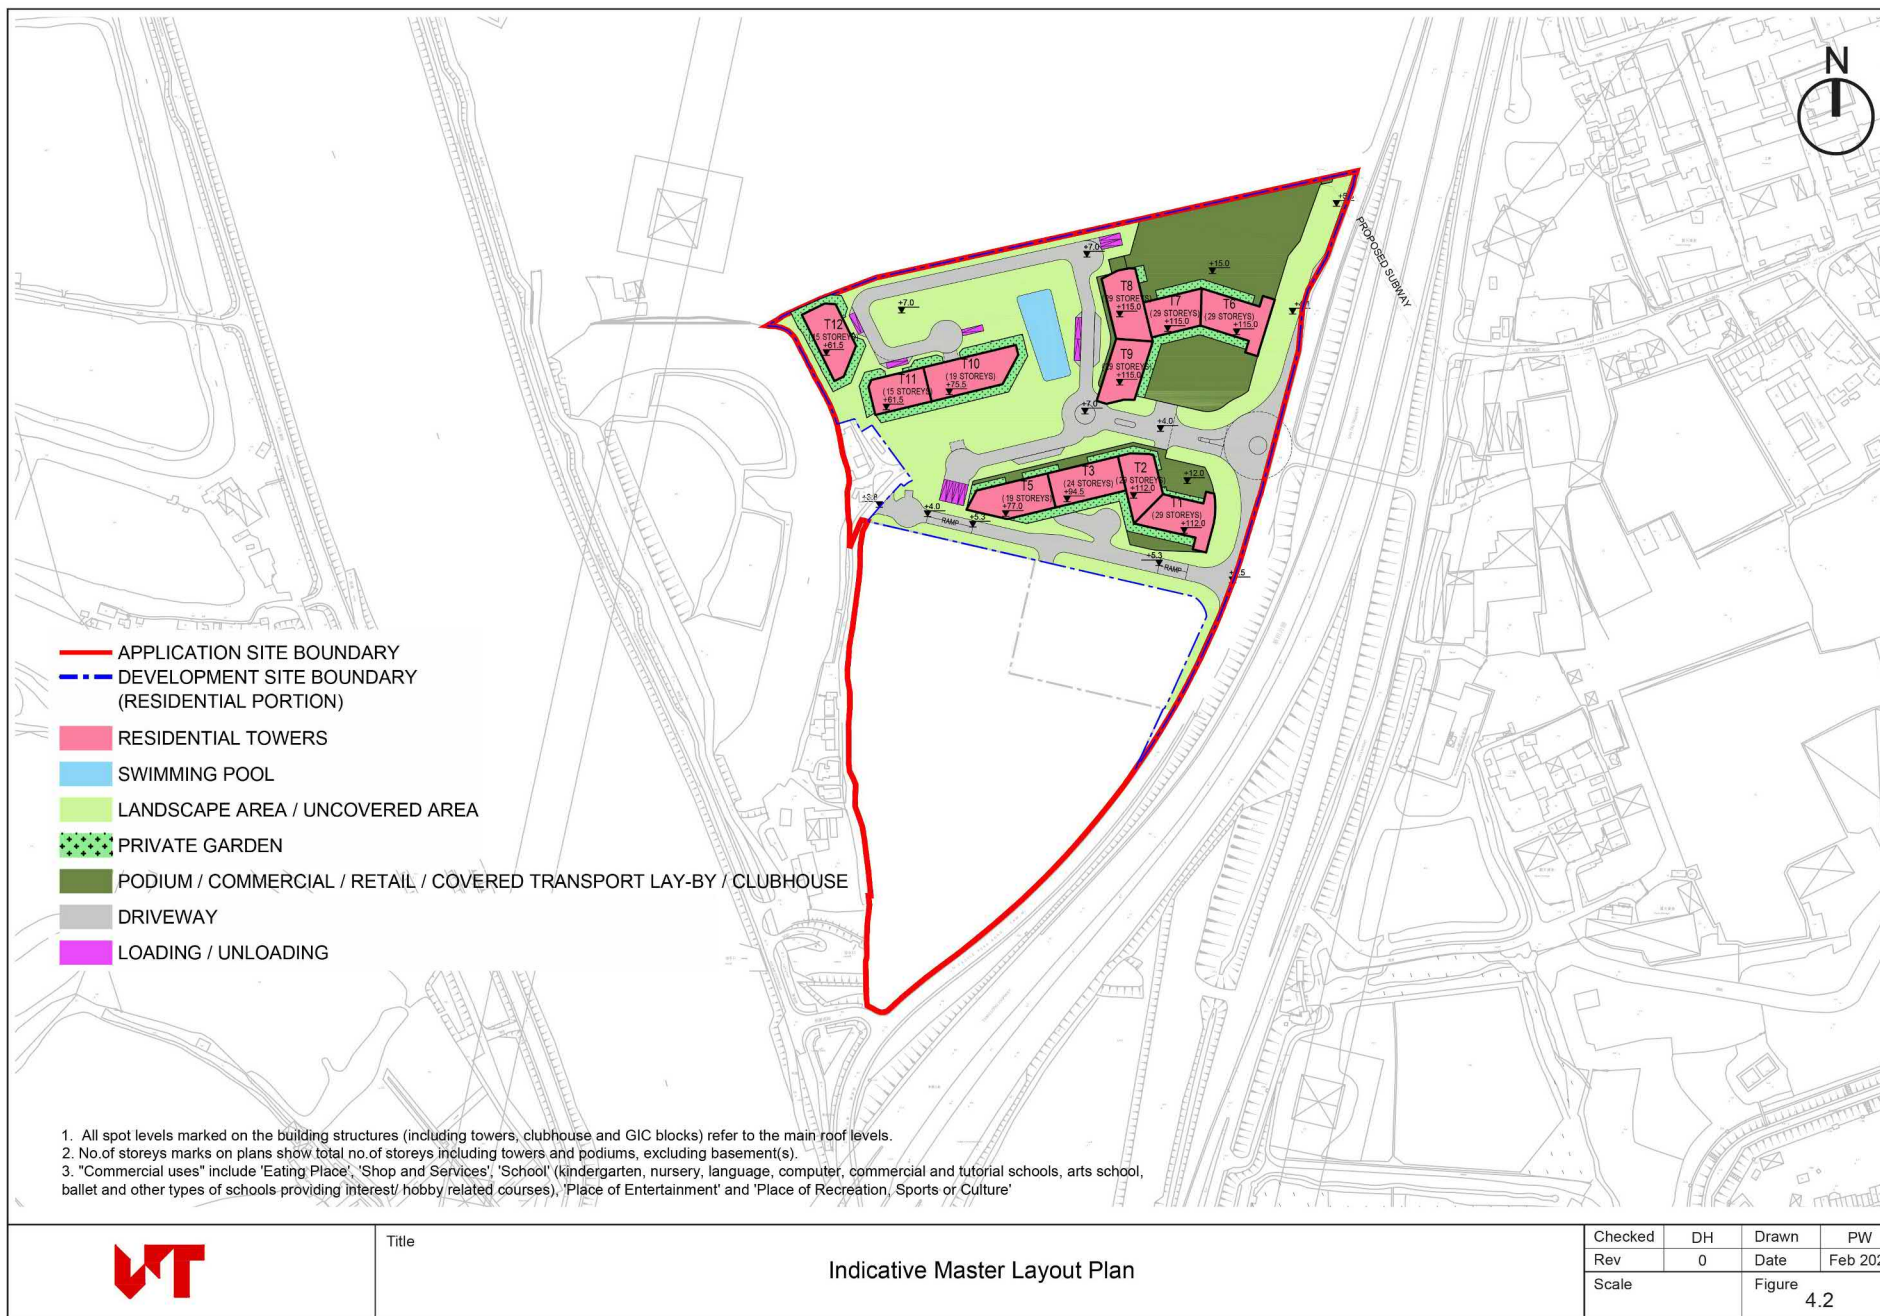 N
PROPOSED SUBWAY
+7.0
+15.0
+7.0
T8
+115.0
T7
(29 STOREYS)
+115.0
T6
(29 STOREYS)
+115.0
T12
+61.5
T9
+115.0
T10
(19 STOREYS)
+75.5
T11
(15 STOREYS)
+61.5
+7.0
+4.0
T3
(24 STOREYS)
+94.5
T2
+112.0
+12.0
T5
(19 STOREYS)
+77.0
T1
(29 STOREYS)
+112.0
+4.0
RAMP
+5.3
+5.3
RAMP
APPLICATION SITE BOUNDARY
DEVELOPMENT SITE BOUNDARY
(RESIDENTIAL PORTION)
RESIDENTIAL TOWERS
SWIMMING POOL
LANDSCAPE AREA / UNCOVERED AREA
PRIVATE GARDEN
PODIUM / COMMERCIAL / RETAIL / COVERED TRANSPORT LAY-BY / CLUBHOUSE
DRIVEWAY
LOADING / UNLOADING
1. All spot levels marked on the building structures (including towers, clubhouse and GIC blocks) refer to the main roof levels.
2. No.of storeys marks on plans show total no.of storeys including towers and podiums, excluding basement(s).
3. "Commercial uses" include 'Eating Place', 'Shop and Services', 'School' (kindergarten, nursery, language, computer, commercial and tutorial schools, arts school,
ballet and other types of schools providing interest/ hobby related courses), 'Place of Entertainment' and 'Place of Recreation, Sports or Culture'
Title
Indicative Master Layout Plan
Checked DH Drawn PW
Rev 0 Date Feb 202
Scale Figure
4.2